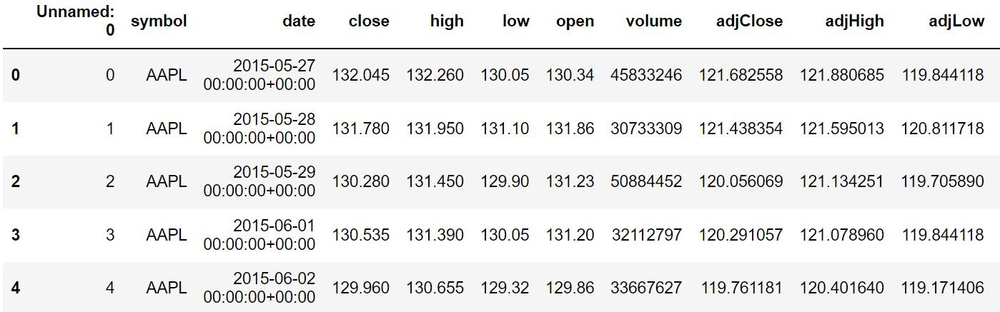 Unnamed: 0 symbol date close high low open volume adjClose adjHigh adjLow
0 0 AAPL 2015-05-27 00:00:00+00:00 132.045 132.260 130.05 130.34 45833246 121.682558 121.880685 119.844118
1 1 AAPL 2015-05-28 00:00:00+00:00 131.780 131.950 131.10 131.86 30733309 121.438354 121.595013 120.811718
2 2 AAPL 2015-05-29 00:00:00+00:00 130.280 131.450 129.90 131.23 50884452 120.056069 121.134251 119.705890
3 3 AAPL 2015-06-01 00:00:00+00:00 130.535 131.390 130.05 131.20 32112797 120.291057 121.078960 119.844118
4 4 AAPL 2015-06-02 00:00:00+00:00 129.960 130.655 129.32 129.86 33667627 119.761181 120.401640 119.171406